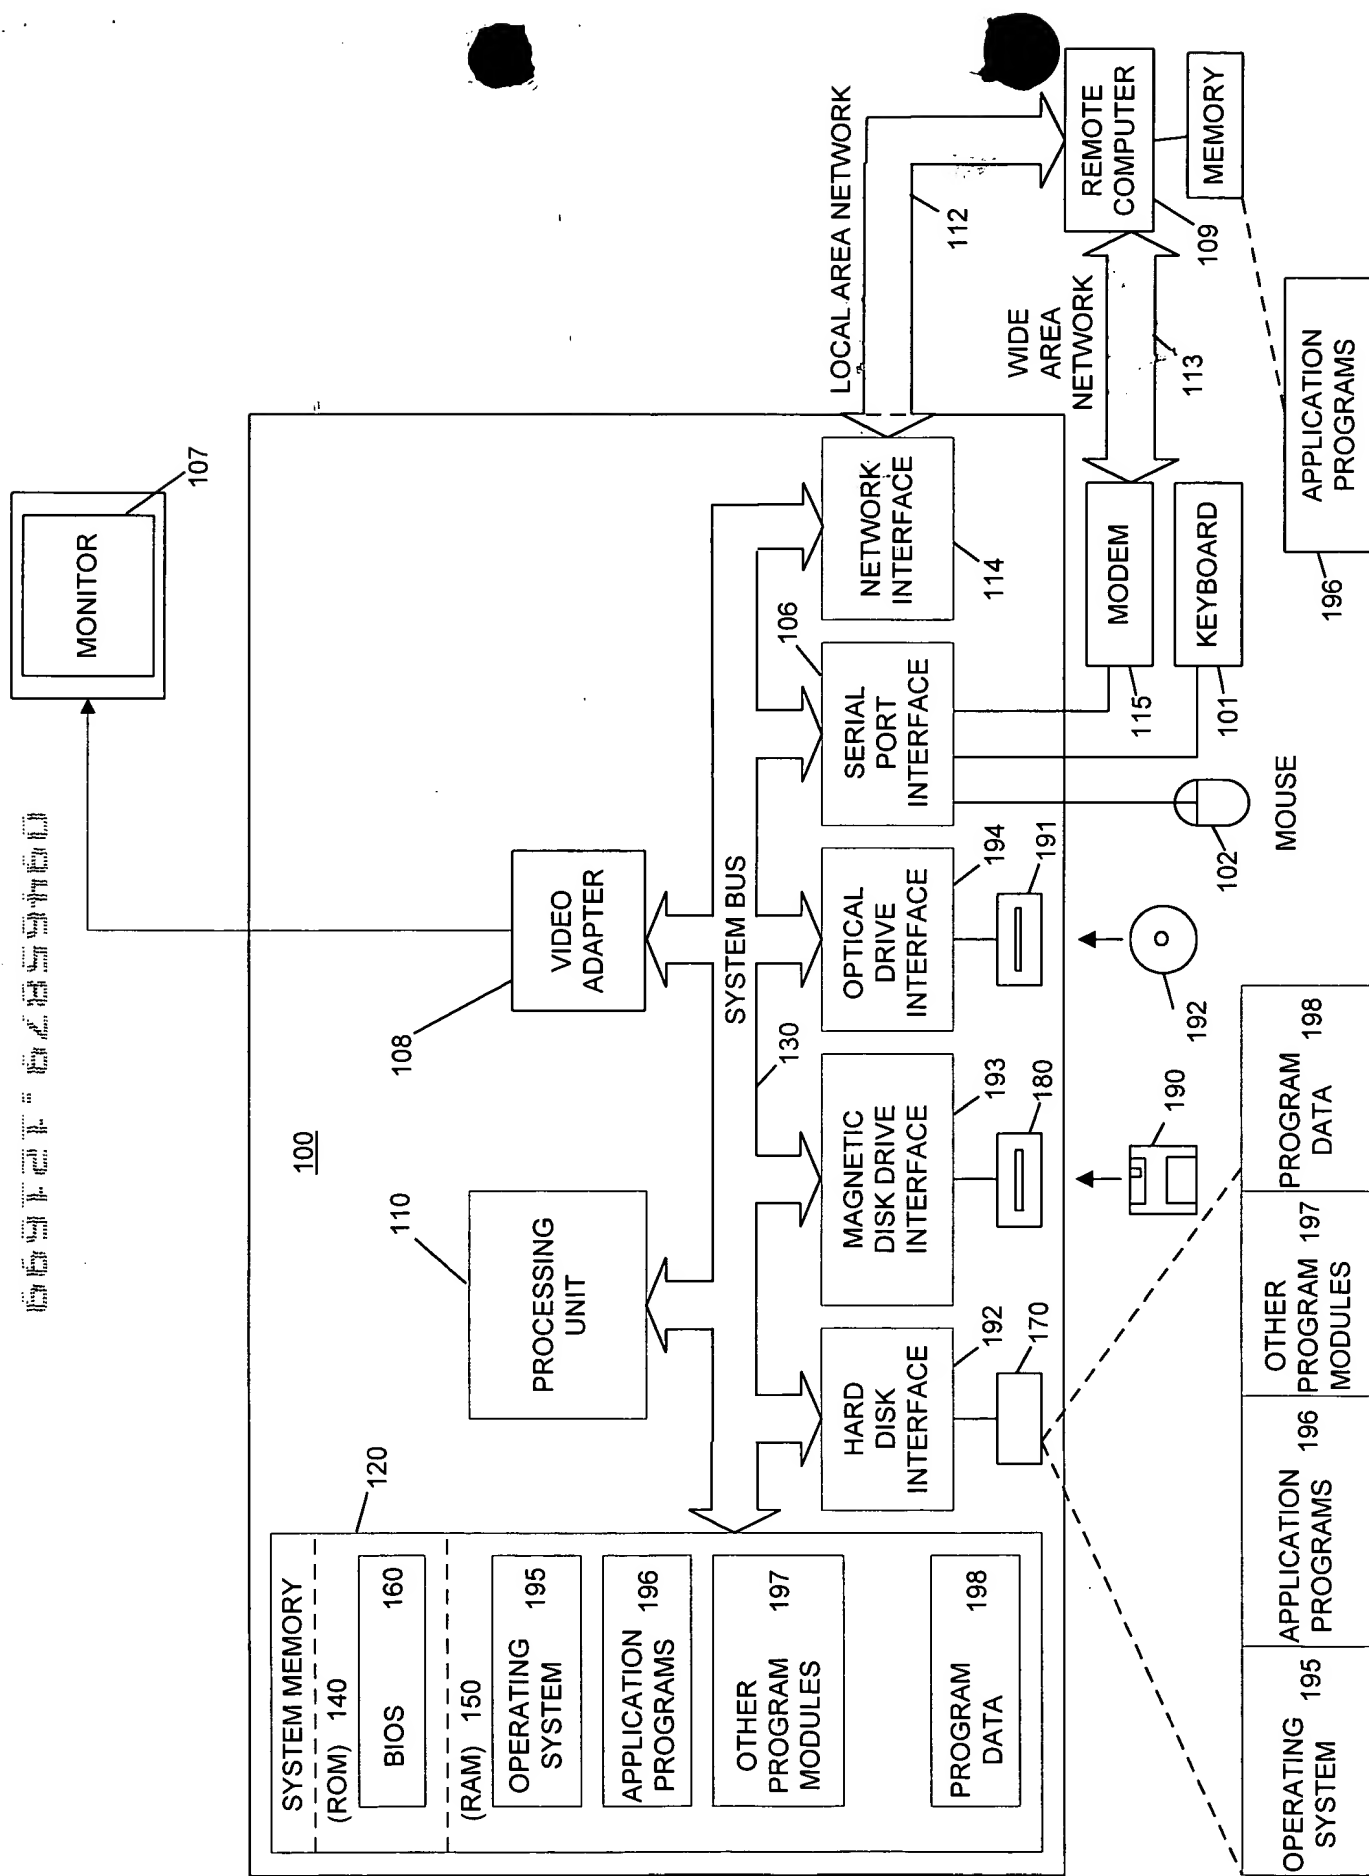 09465879.121699
MONITOR
107
100
SYSTEM MEMORY
(ROM) 140
BIOS
160
(RAM) 150
OPERATING
SYSTEM
195
APPLICATION
PROGRAMS
196
OTHER
PROGRAM
MODULES
197
PROGRAM
DATA
198
120
PROCESSING
UNIT
110
VIDEO
ADAPTER
108
SYSTEM BUS
130
HARD
DISK
INTERFACE
192
170
MAGNETIC
DISK DRIVE
INTERFACE
193
180
190
OPTICAL
DRIVE
INTERFACE
194
191
192
SERIAL
PORT
INTERFACE
106
NETWORK
INTERFACE
114
LOCAL AREA NETWORK
112
WIDE
AREA
NETWORK
113
REMOTE
COMPUTER
109
MEMORY
MODEM
115
KEYBOARD
101
102
MOUSE
OPERATING
SYSTEM
195
APPLICATION
PROGRAMS
196
OTHER
PROGRAM
MODULES
197
PROGRAM
DATA
198
APPLICATION
PROGRAMS
196